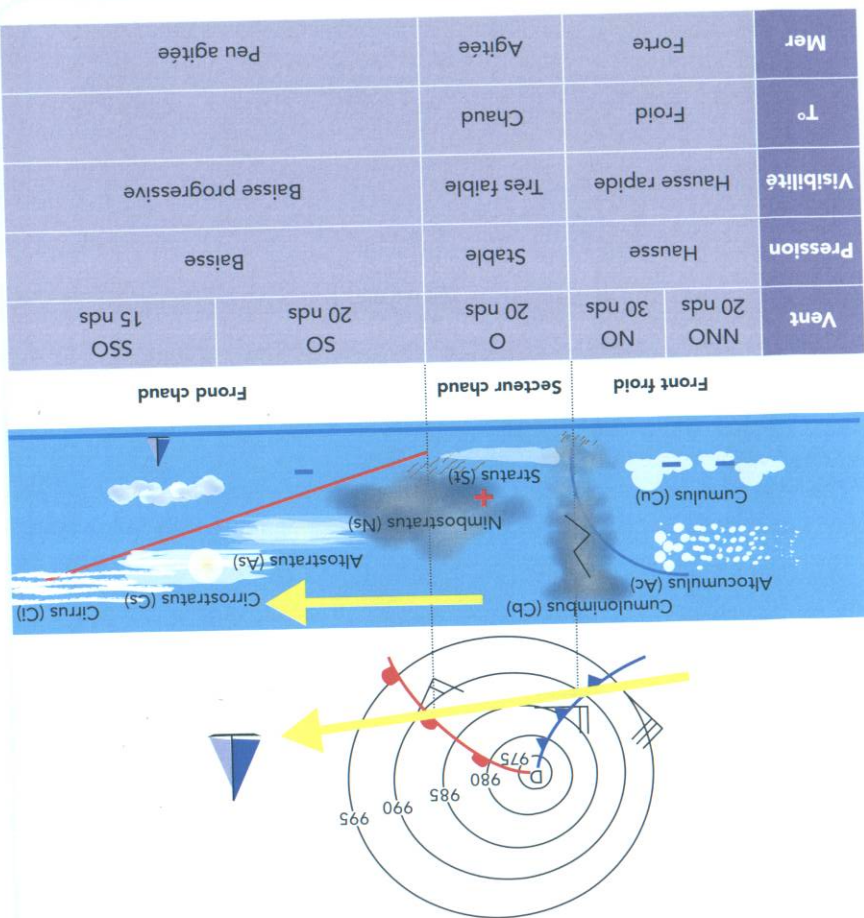 995
990
985
980
975
D
Cumulonimbus (Cb)
Cirrostratus (Cs)
Cirrus (Ci)
Altocumulus (Ac)
Altostratus (As)
Nimbostratus (Ns)
Cumulus (Cu)
Stratus (St)
Front froid
Secteur chaud
Frond chaud
Vent
NNO
20 nds
NO
30 nds
O
20 nds
SO
20 nds
SSO
15 nds
Pression
Hausse
Stable
Baisse
Visibilité
Hausse rapide
Très faible
Baisse progressive
T°
Froid
Chaud
Mer
Forte
Agitée
Peu agitée